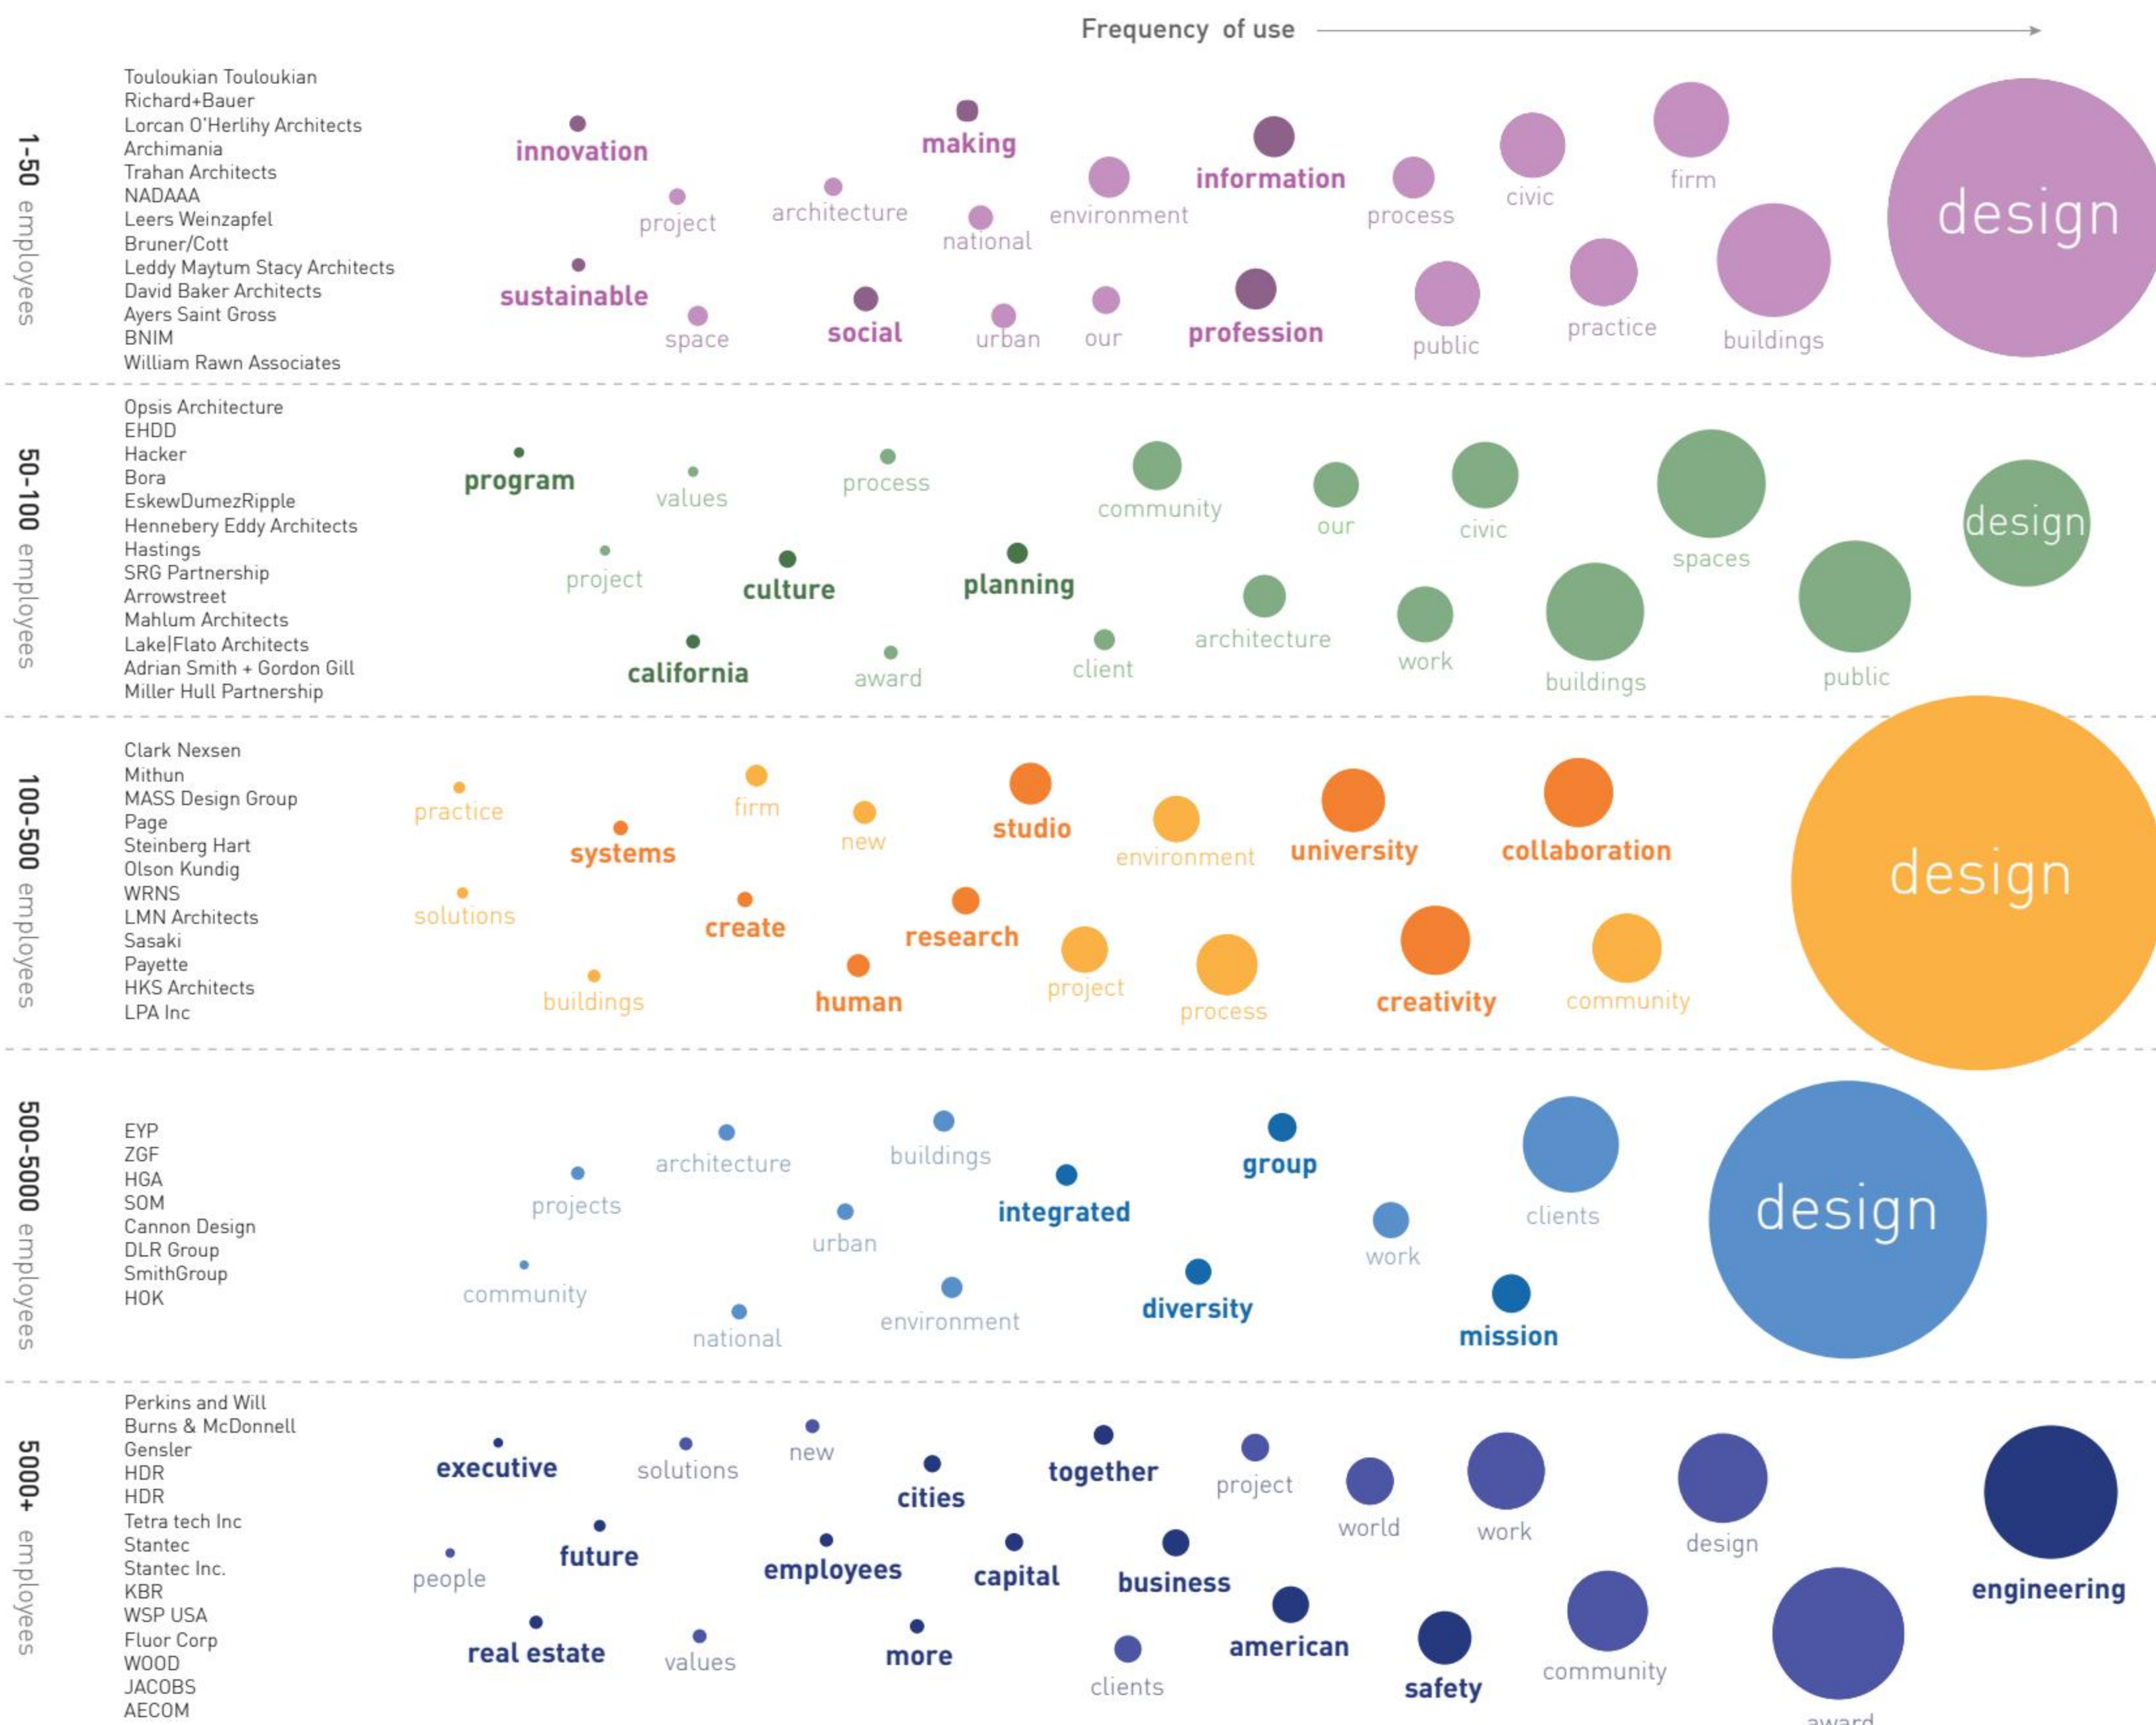 Frequency of use
1-50 employees
Touloukian Touloukian
Richard+Bauer
Lorcan O'Herlihy Architects
Archimania
Trahan Architects
NADAAA
Leers Weinzapfel
Bruner/Cott
Leddy Maytum Stacy Architects
David Baker Architects
Ayers Saint Gross
BNIM
William Rawn Associates
innovation
making
information
project
architecture
national
environment
process
civic
firm
design
sustainable
space
social
urban
our
profession
public
practice
buildings
50-100 employees
Opsis Architecture
EHDD
Hacker
Bora
EskewDumezRipple
Hennebery Eddy Architects
Hastings
SRG Partnership
Arrowstreet
Mahlum Architects
Lake|Flato Architects
Adrian Smith + Gordon Gill
Miller Hull Partnership
program
values
process
community
our
civic
spaces
design
project
culture
planning
architecture
work
buildings
public
california
award
client
100-500 employees
Clark Nexsen
Mithun
MASS Design Group
Page
Steinberg Hart
Olson Kundig
WRNS
LMN Architects
Sasaki
Payette
HKS Architects
LPA Inc
practice
systems
firm
new
studio
environment
university
collaboration
design
solutions
create
research
buildings
human
project
process
creativity
community
500-5000 employees
EYP
ZGF
HGA
SOM
Cannon Design
DLR Group
SmithGroup
HOK
projects
architecture
buildings
integrated
group
clients
design
community
urban
work
national
environment
diversity
mission
5000+ employees
Perkins and Will
Burns & McDonnell
Gensler
HDR
HDR
Tetra tech Inc
Stantec
Stantec Inc.
KBR
WSP USA
Fluor Corp
WOOD
JACOBS
AECOM
executive
solutions
new
cities
together
project
world
work
design
engineering
people
future
employees
capital
business
real estate
values
more
clients
american
safety
community
award